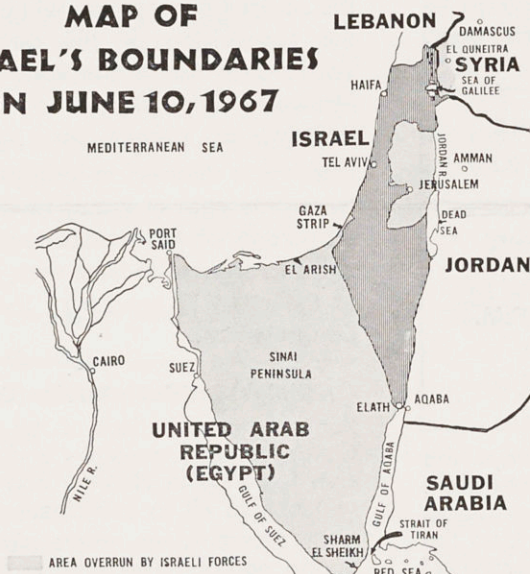 MAP OF
AEL'S BOUNDARIES
N JUNE 10, 1967
LEBANON
DAMASCUS
EL QUNEITRA
SYRIA
SEA OF
GALILEE
HAIFA
MEDITERRANEAN SEA
ISRAEL
TEL AVIV
JORDAN R.
AMMAN
JERUSALEM
GAZA
STRIP
DEAD
SEA
PORT
SAID
EL ARISH
JORDAN
CAIRO
SUEZ
SINAI
PENINSULA
ELATH
AQABA
UNITED ARAB
REPUBLIC
(EGYPT)
NILE R.
GULF OF SUEZ
GULF OF AQABA
SAUDI
ARABIA
STRAIT OF
TIRAN
SHARM
EL SHEIKH
RED SEA
AREA OVERRUN BY ISRAELI FORCES